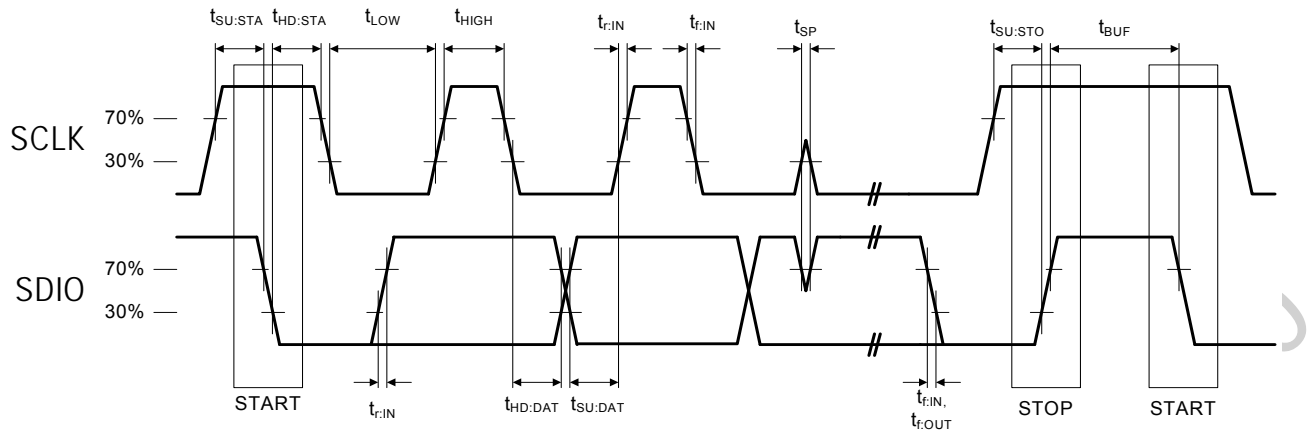 tSU:STA tHD:STA tLOW tHIGH tr:IN tf:IN tSP tSU:STO tBUF
SCLK
70%
30%
SDIO
70%
30%
START
tr:IN
tHD:DAT tSU:DAT
tf:IN,
tf:OUT
STOP
START